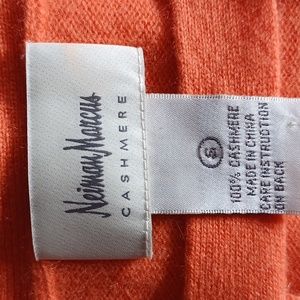 Neiman Marcus
CASHMERE
S
100% CASHMERE
MADE IN CHINA
CARE INSTRUCTION
ON BACK